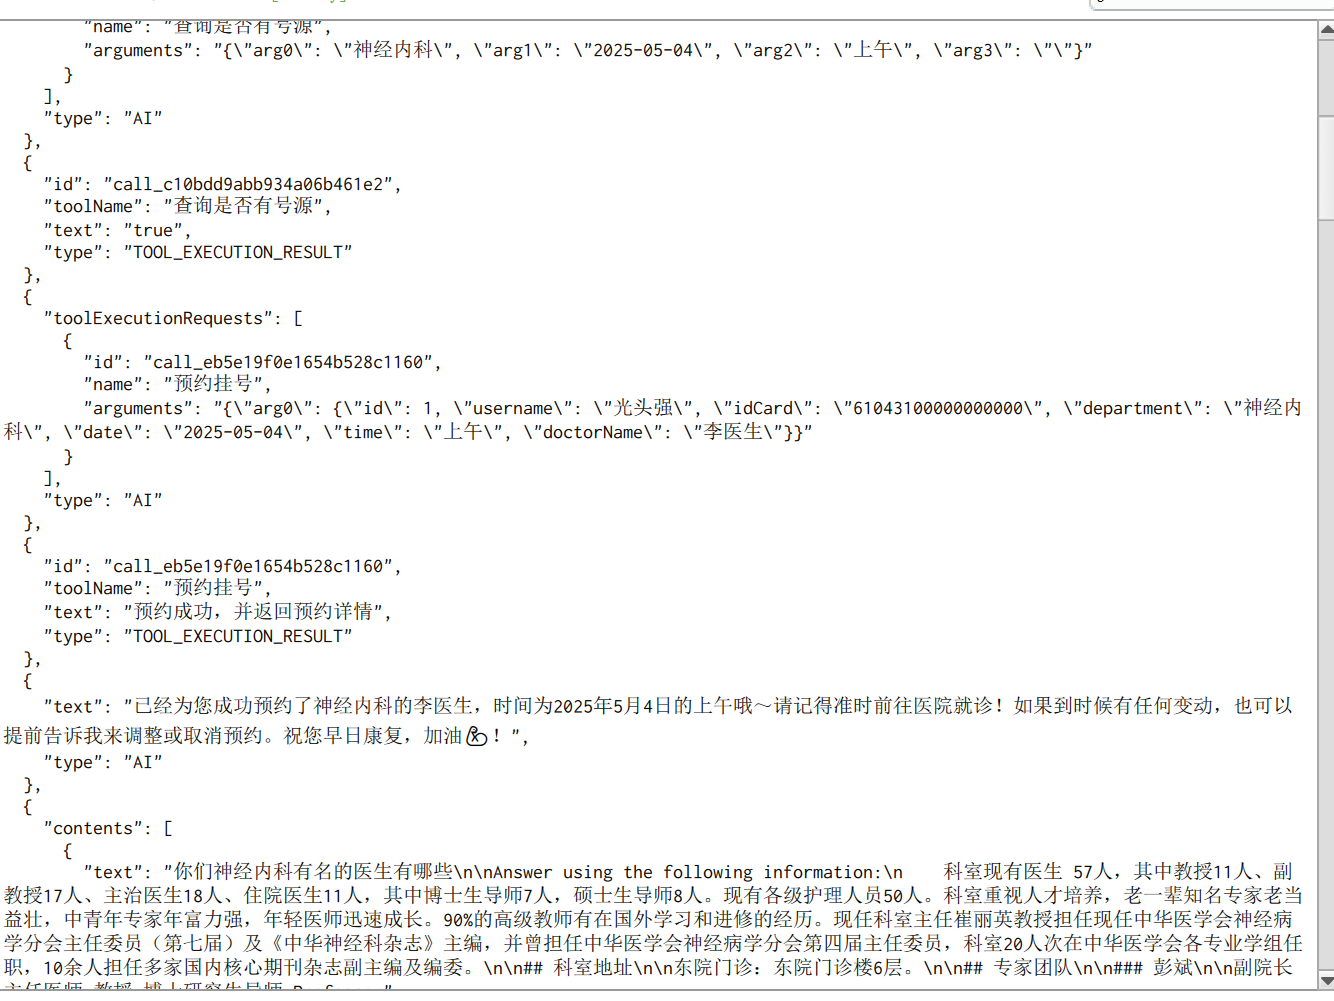 "name": "查询是否有号源",
"arguments": "{\"arg0\": \"神经内科\", \"arg1\": \"2025-05-04\", \"arg2\": \"上午\", \"arg3\": \"\"}"
}
],
"type": "AI"
},
{
"id": "call_c10bdd9abb934a06b461e2",
"toolName": "查询是否有号源",
"text": "true",
"type": "TOOL_EXECUTION_RESULT"
},
{
"toolExecutionRequests": [
{
"id": "call_eb5e19f0e1654b528c1160",
"name": "预约挂号",
"arguments": "{\"arg0\": {\"id\": 1, \"username\": \"光头强\", \"idCard\": \"61043100000000000\", \"department\": \"神经内
科\", \"date\": \"2025-05-04\", \"time\": \"上午\", \"doctorName\": \"李医生\"}}"
}
],
"type": "AI"
},
{
"id": "call_eb5e19f0e1654b528c1160",
"toolName": "预约挂号",
"text": "预约成功，并返回预约详情",
"type": "TOOL_EXECUTION_RESULT"
},
{
"text": "已经为您成功预约了神经内科的李医生，时间为2025年5月4日的上午哦～请记得准时前往医院就诊！如果到时候有任何变动，也可以
提前告诉我来调整或取消预约。祝您早日康复，加油！",
"type": "AI"
},
{
"contents": [
{
"text": "你们神经内科有名的医生有哪些\n\nAnswer using the following information:\n    科室现有医生 57人，其中教授11人、副
教授17人、主治医生18人、住院医生11人，其中博士生导师7人，硕士生导师8人。现有各级护理人员50人。科室重视人才培养，老一辈知名专家老当
益壮，中青年专家年富力强，年轻医师迅速成长。90%的高级教师有在国外学习和进修的经历。现任科室主任崔丽英教授担任现任中华医学会神经病
学分会主任委员（第七届）及《中华神经科杂志》主编，并曾担任中华医学会神经病学分会第四届主任委员，科室20人次在中华医学会各专业学组任
职，10余人担任多家国内核心期刊杂志副主编及编委。\n\n## 科室地址\n\n东院门诊：东院门诊楼6层。\n\n## 专家团队\n\n### 彭斌\n\n副院长
主任医师 教授 博士研究生导师 Professor"